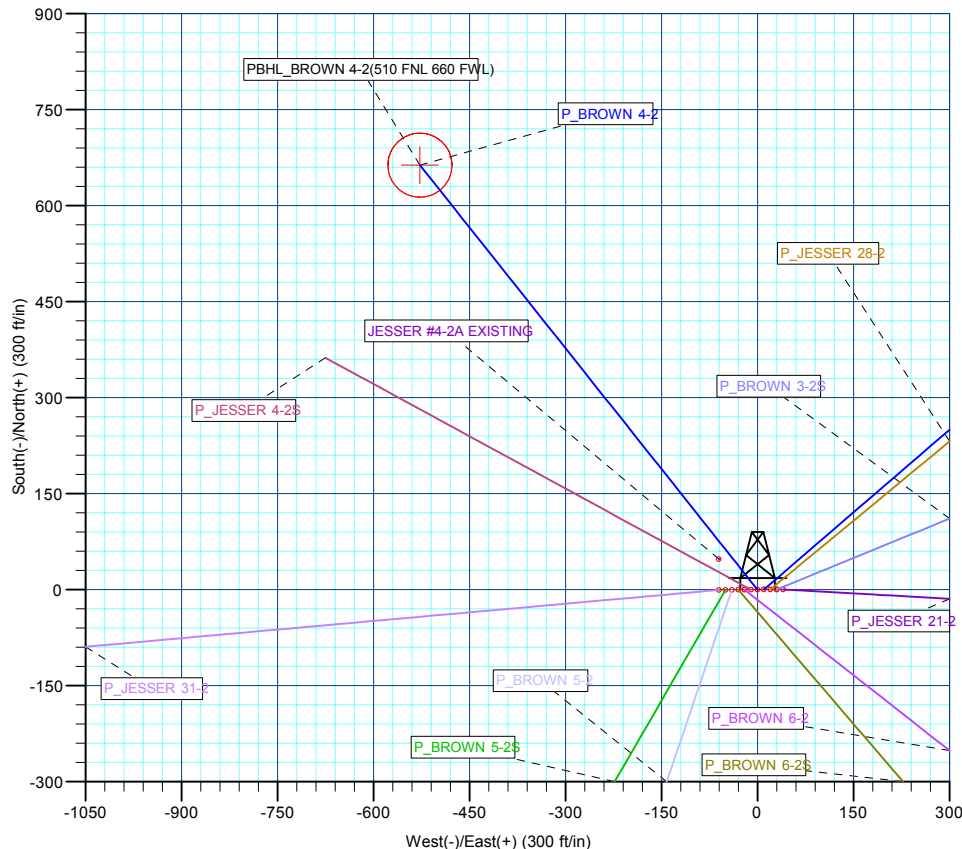 900
PBHL_BROWN 4-2(510 FNL 660 FWL)
750
P_BROWN 4-2
600
P_JESSER 28-2
450
JESSER #4-2A EXISTING
P_BROWN 3-2S
300
P_JESSER 4-2S
150
0
P_JESSER 21-2
-150
P_JESSER 31-2
P_BROWN 5-2
P_BROWN 6-2
P_BROWN 5-2S
P_BROWN 6-2S
-300
South(-)/North(+) (300 ft/in)
-1050 -900 -750 -600 -450 -300 -150 0 150 300
West(-)/East(+) (300 ft/in)